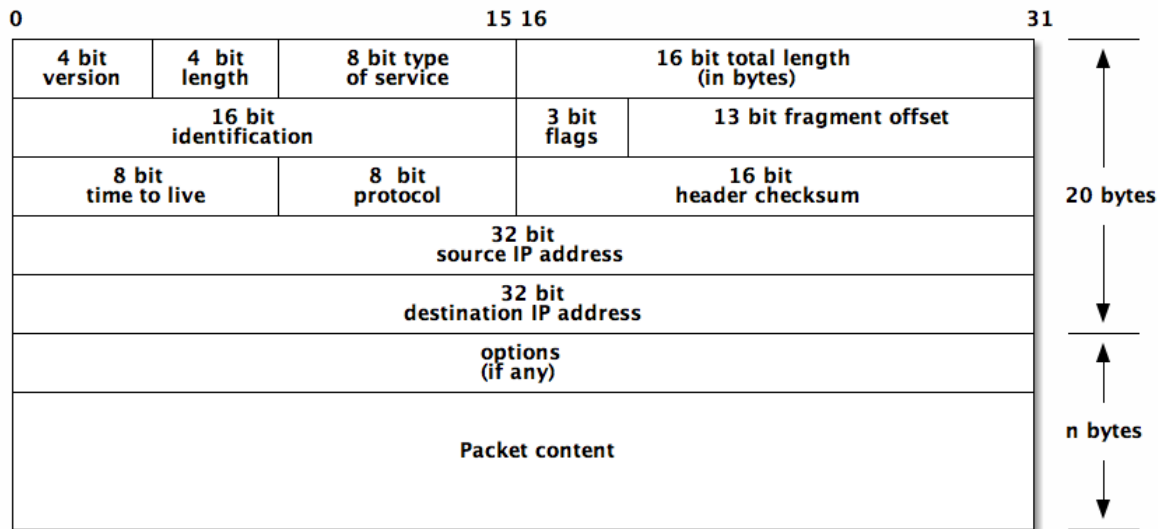 0 15 16 31
4 bit 4 bit 8 bit type 16 bit total length
version length of service (in bytes)
16 bit 3 bit 13 bit fragment offset
identification flags
8 bit 8 bit 16 bit
time to live protocol header checksum
20 bytes
32 bit
source IP address
32 bit
destination IP address
options
(if any)
n bytes
Packet content